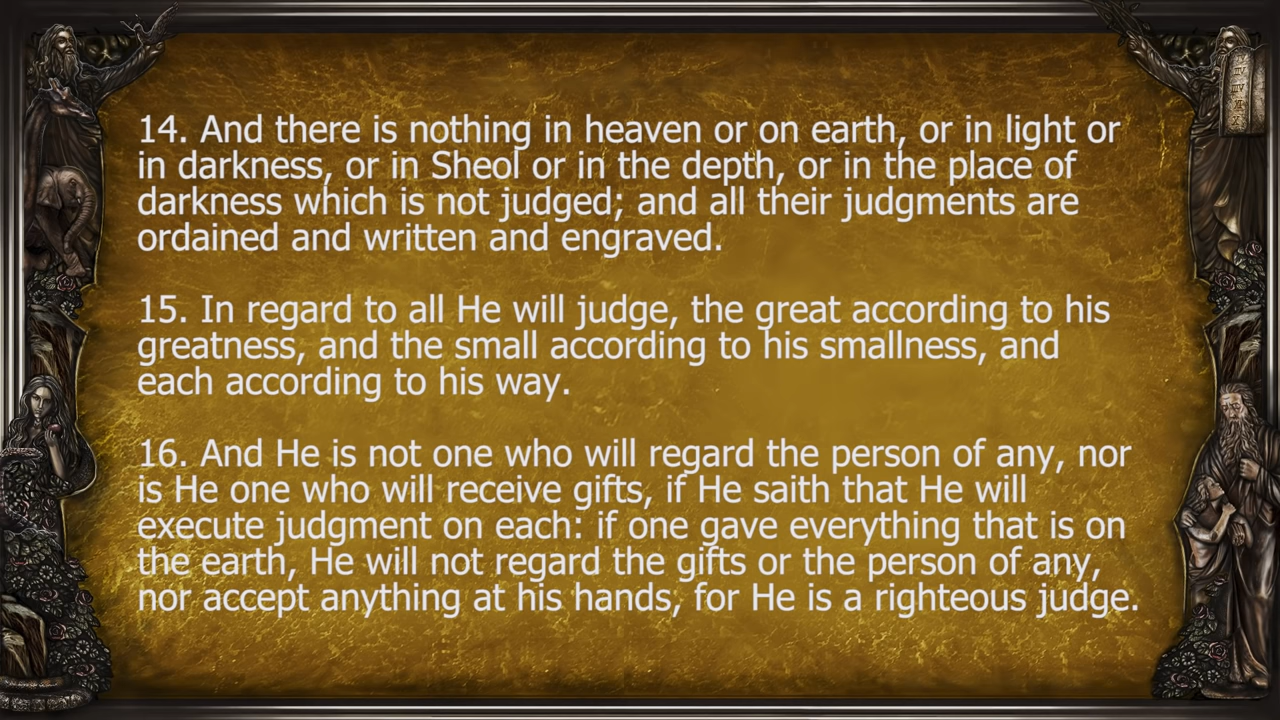 14. And there is nothing in heaven or on earth, or in light or
in darkness, or in Sheol or in the depth, or in the place of
darkness which is not judged; and all their judgments are
ordained and written and engraved.
15. In regard to all He will judge, the great according to his
greatness, and the small according to his smallness, and
each according to his way.
16. And He is not one who will regard the person of any, nor
is He one who will receive gifts, if He saith that He will
execute judgment on each: if one gave everything that is on
the earth, He will not regard the gifts or the person of any,
nor accept anything at his hands, for He is a righteous judge.